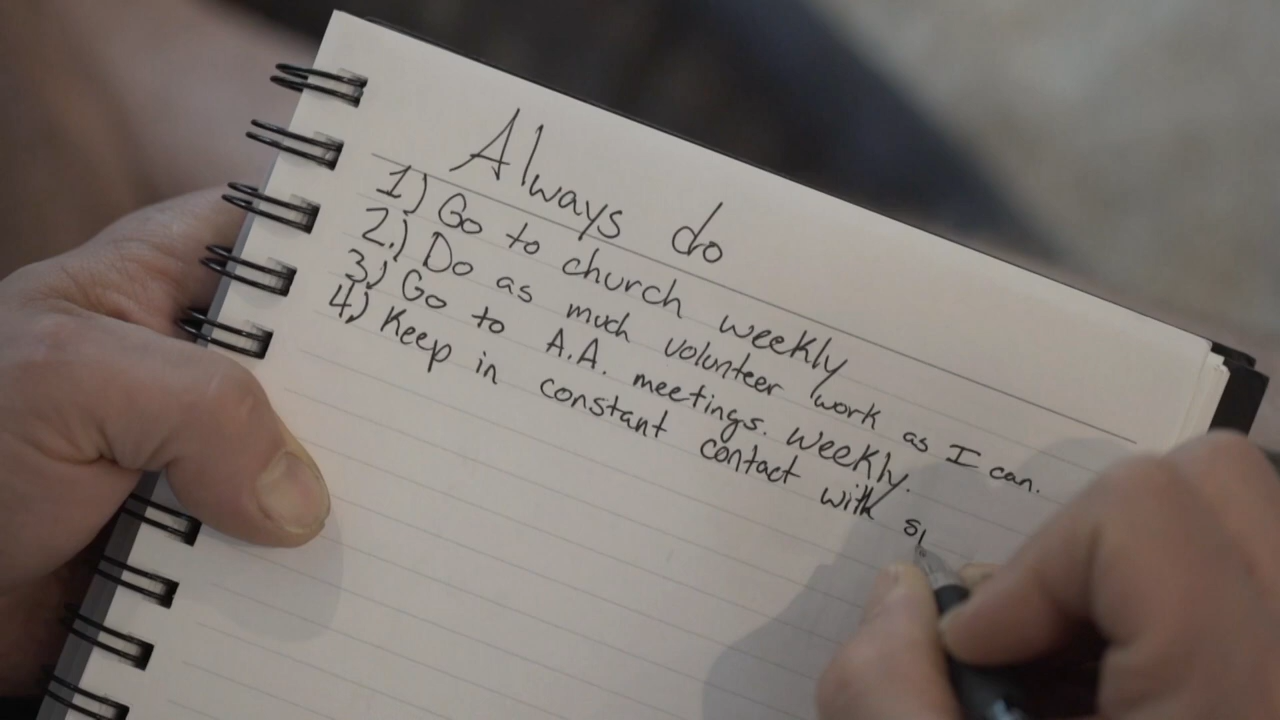 Always do
1) Go to church weekly
2.) Do as much volunteer work as I can.
3) Go to A.A. meetings. weekly.
4.) Keep in constant contact with